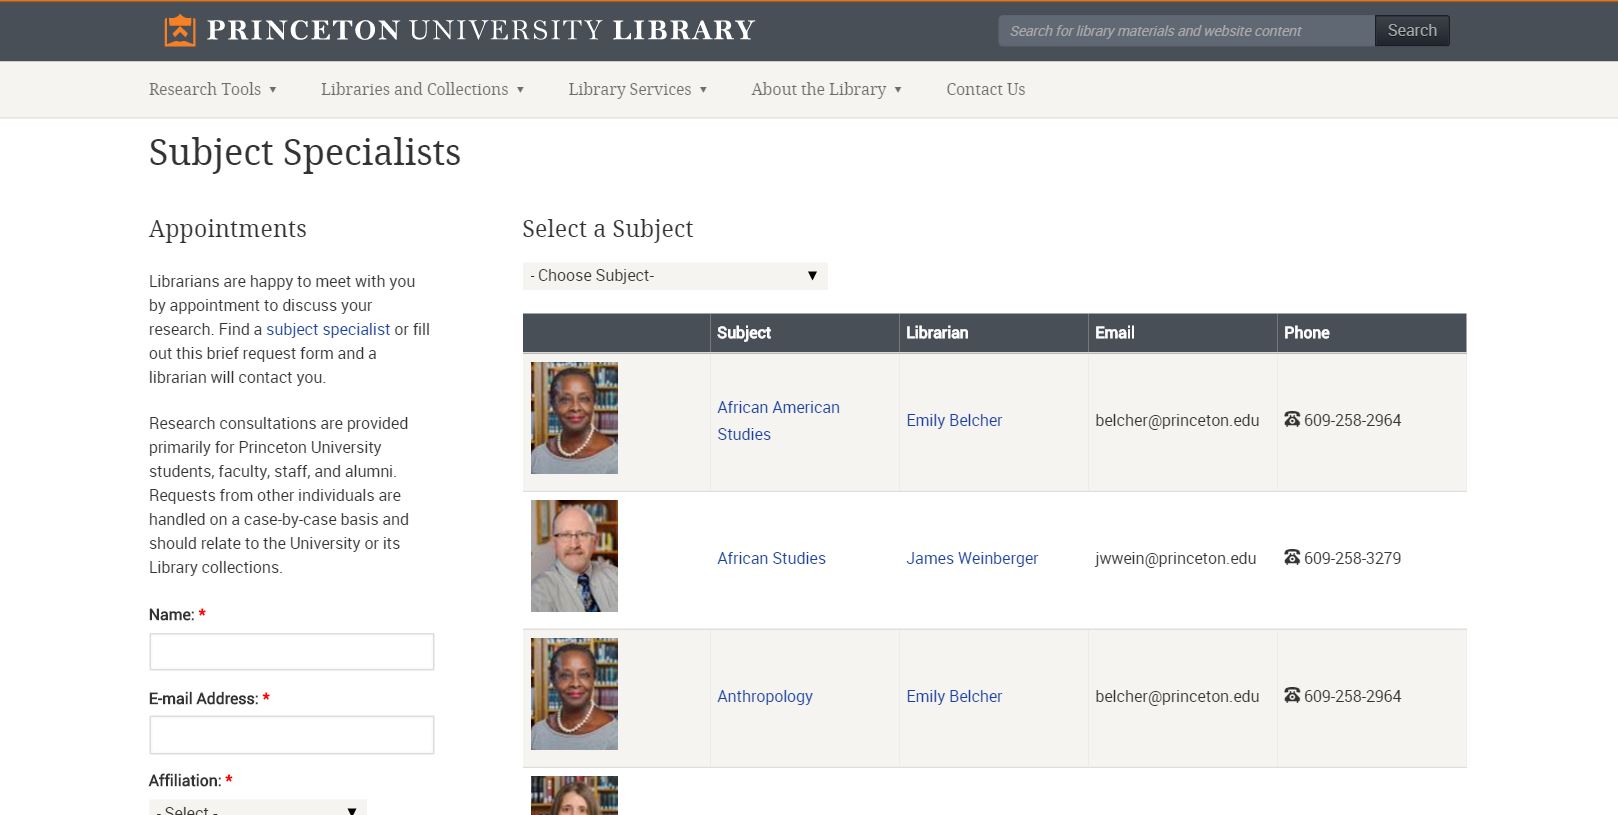 PRINCETON UNIVERSITY LIBRARY
Search for library materials and website content
Search
Research Tools ▼
Libraries and Collections ▼
Library Services ▼
About the Library ▼
Contact Us
Subject Specialists
Appointments
Librarians are happy to meet with you
by appointment to discuss your
research. Find a subject specialist or fill
out this brief request form and a
librarian will contact you.
Research consultations are provided
primarily for Princeton University
students, faculty, staff, and alumni.
Requests from other individuals are
handled on a case-by-case basis and
should relate to the University or its
Library collections.
Name: *
E-mail Address: *
Affiliation: *
- Select - ▼
Select a Subject
- Choose Subject- ▼
Subject Librarian Email Phone
African American
Studies
Emily Belcher belcher@princeton.edu 609-258-2964
African Studies James Weinberger jwwein@princeton.edu 609-258-3279
Anthropology Emily Belcher belcher@princeton.edu 609-258-2964